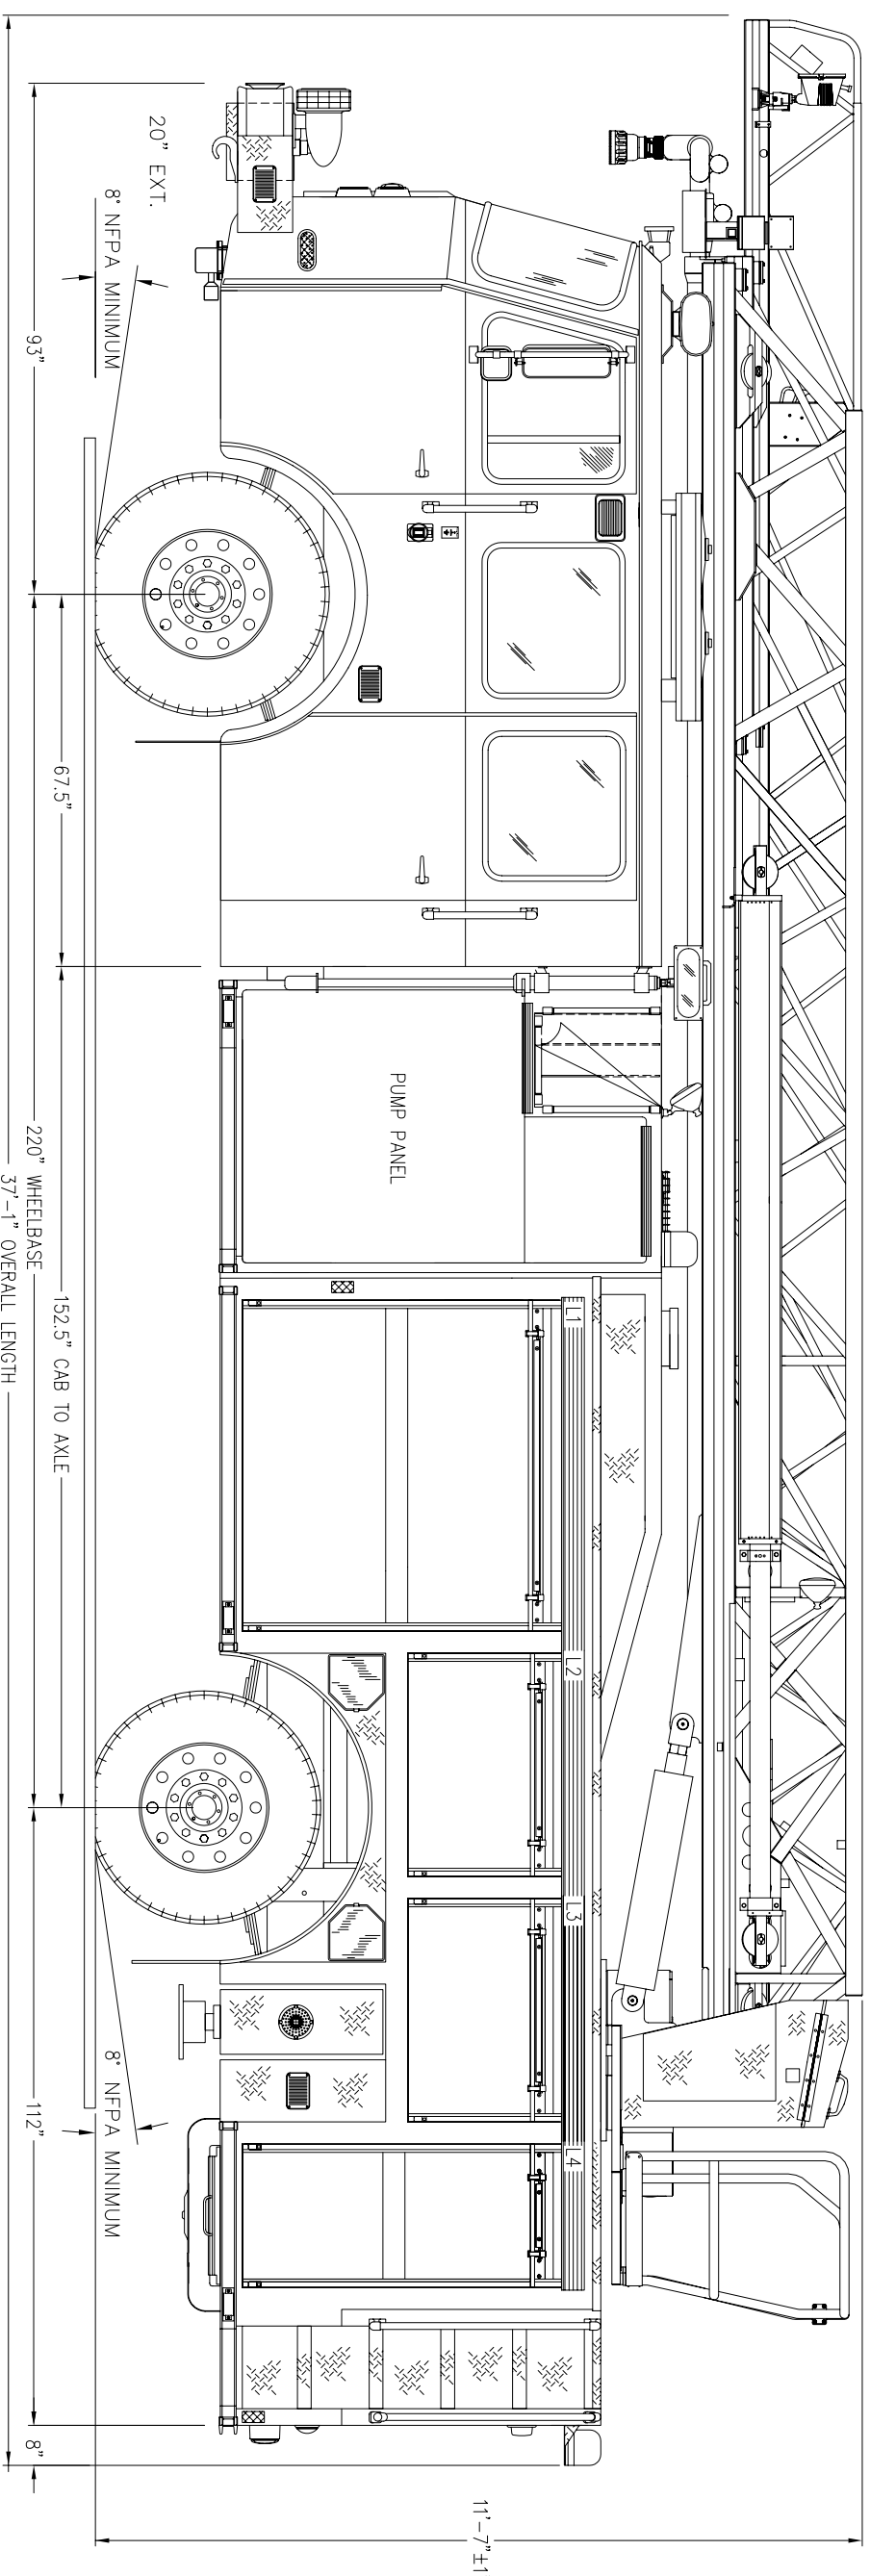 20" EXT.
8° NFPA MINIMUM
93"
67.5"
152.5" CAB TO AXLE
220" WHEELBASE
37'-1" OVERALL LENGTH
PUMP PANEL
L1
L2
L3
L4
8° NFPA MINIMUM
112"
8"
11'-7"±1